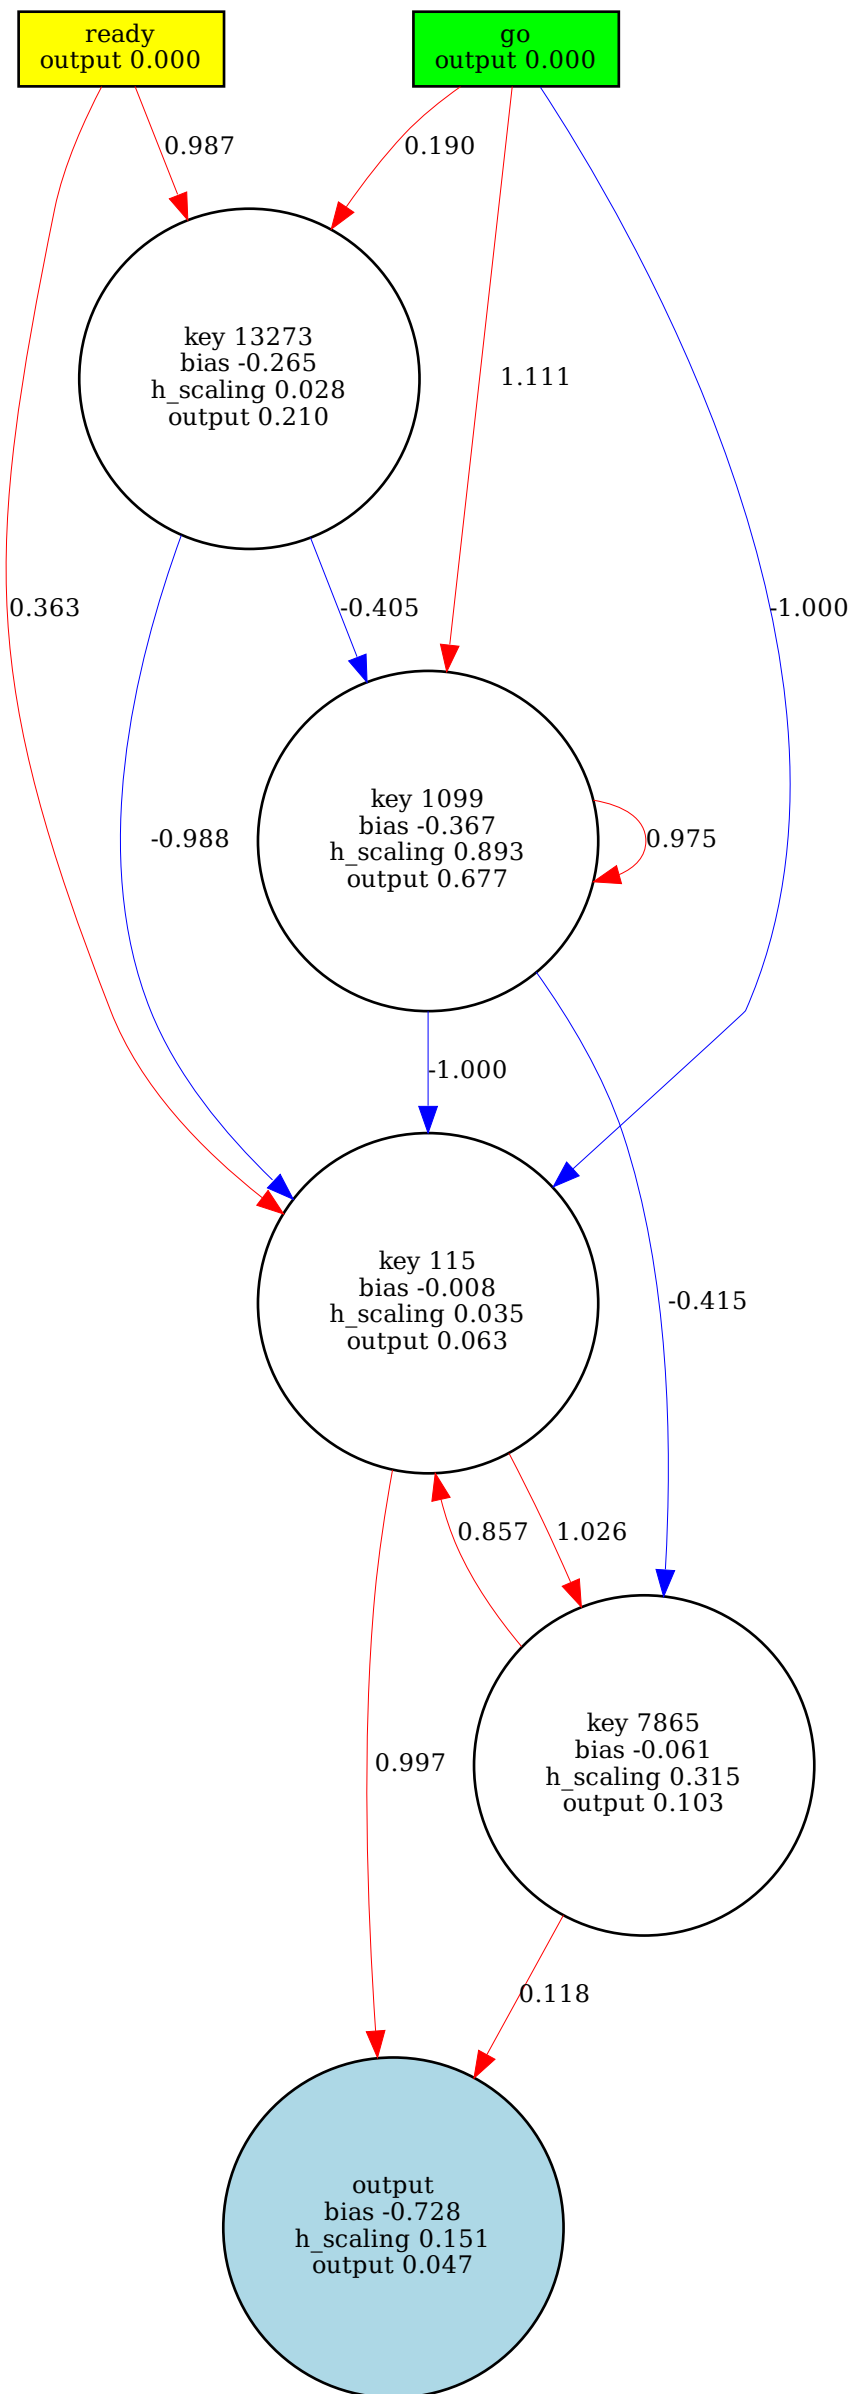 ready
output 0.000
go
output 0.000
0.987
0.190
key 13273
bias -0.265
h_scaling 0.028
output 0.210
1.111
0.363
-0.405
-1.000
key 1099
bias -0.367
h_scaling 0.893
output 0.677
-0.988
0.975
-1.000
key 115
bias -0.008
h_scaling 0.035
output 0.063
-0.415
0.857
1.026
key 7865
bias -0.061
h_scaling 0.315
output 0.103
0.997
0.118
output
bias -0.728
h_scaling 0.151
output 0.047